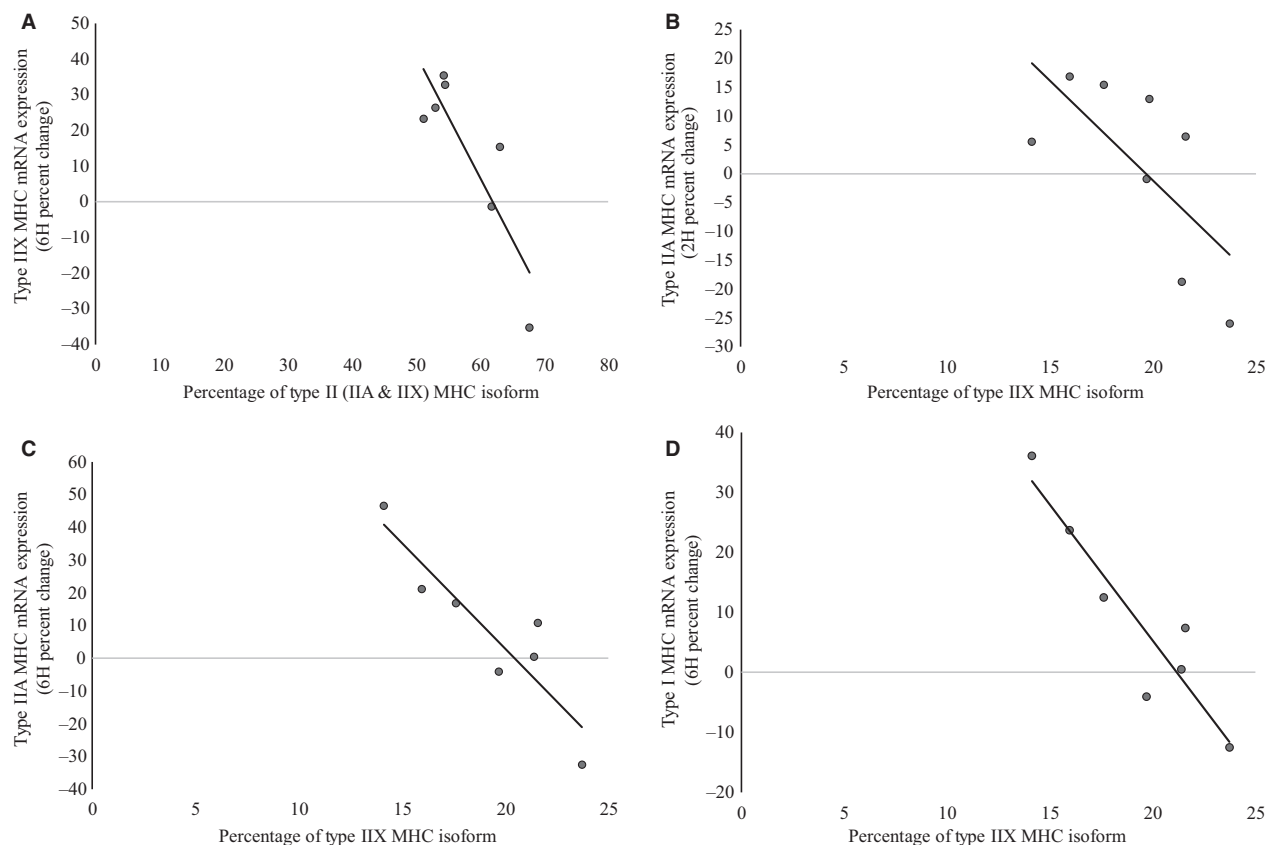 A
Type IIX MHC mRNA expression
(6H percent change)
50
40
30
20
10
0
–10
–20
–30
–40
0 10 20 30 40 50 60 70 80
Percentage of type II (IIA & IIX) MHC isoform
B
Type IIA MHC mRNA expression
(2H percent change)
25
20
15
10
5
0
–5
–10
–15
–20
–25
–30
0 5 10 15 20 25
Percentage of type IIX MHC isoform
C
Type IIA MHC mRNA expression
(6H percent change)
60
50
40
30
20
10
0
–10
–20
–30
–40
0 5 10 15 20 25
Percentage of type IIX MHC isoform
D
Type I MHC mRNA expression
(6H percent change)
40
30
20
10
0
–10
–20
0 5 10 15 20 25
Percentage of type IIX MHC isoform